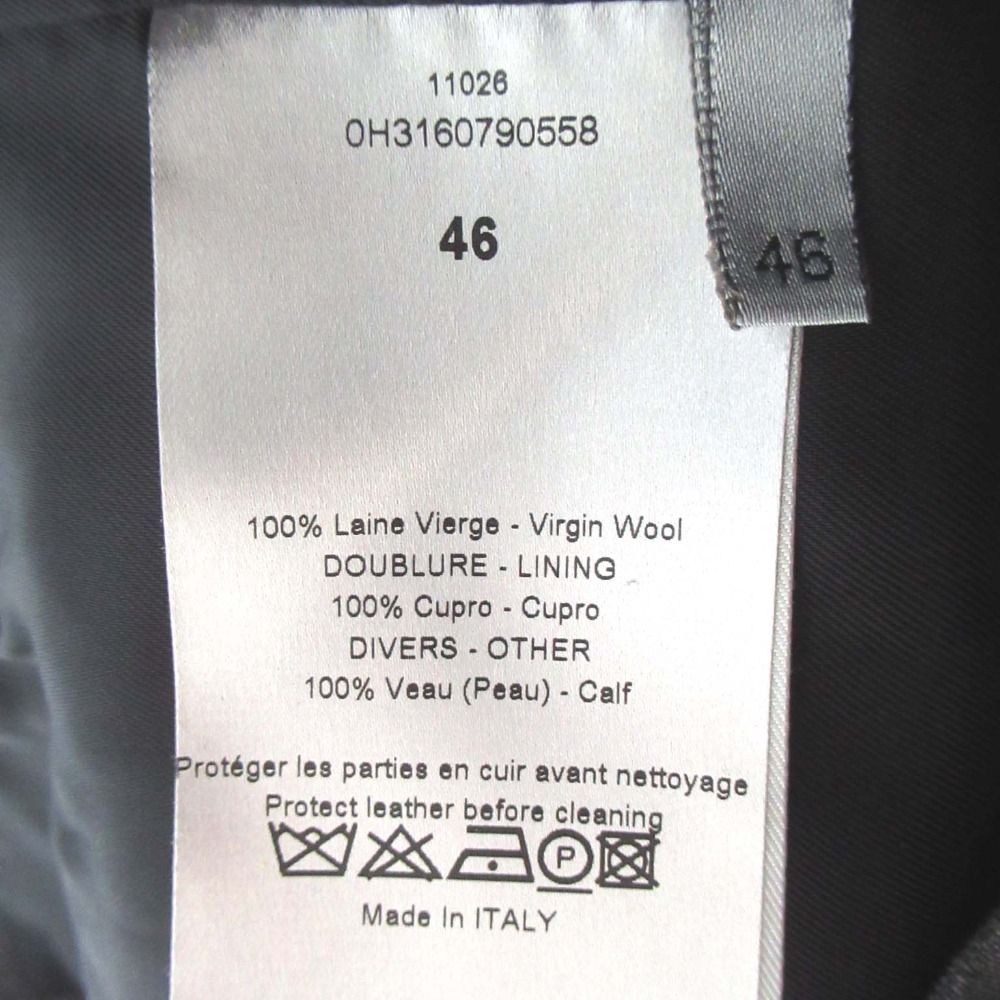 11026
0H3160790558
46
46
100% Laine Vierge - Virgin Wool
DOUBLURE - LINING
100% Cupro - Cupro
DIVERS - OTHER
100% Veau (Peau) - Calf
Protéger les parties en cuir avant nettoyage
Protect leather before cleaning
P
Made In ITALY